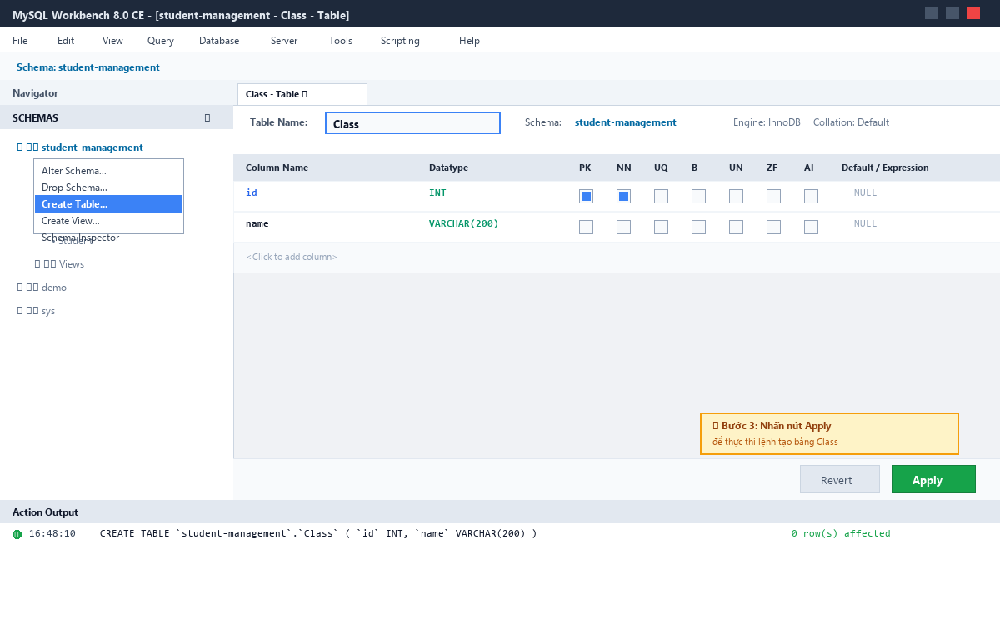 MySQL Workbench 8.0 CE - [student-management - Class - Table]
File Edit View Query Database Server Tools Scripting Help
Schema: student-management
Navigator
SCHEMAS
student-management
Alter Schema...
Drop Schema...
Create Table...
Create View...
Schema Inspector
- Student
Views
demo
sys
Class - Table
Table Name: Class Schema: student-management Engine: InnoDB | Collation: Default
Column Name Datatype PK NN UQ B UN ZF AI Default / Expression
id INT NULL
name VARCHAR(200) NULL
<Click to add column>
Bước 3: Nhấn nút Apply
để thực thi lệnh tạo bảng Class
Revert Apply
Action Output
16:48:10 CREATE TABLE `student-management`.`Class` ( `id` INT, `name` VARCHAR(200) ) 0 row(s) affected